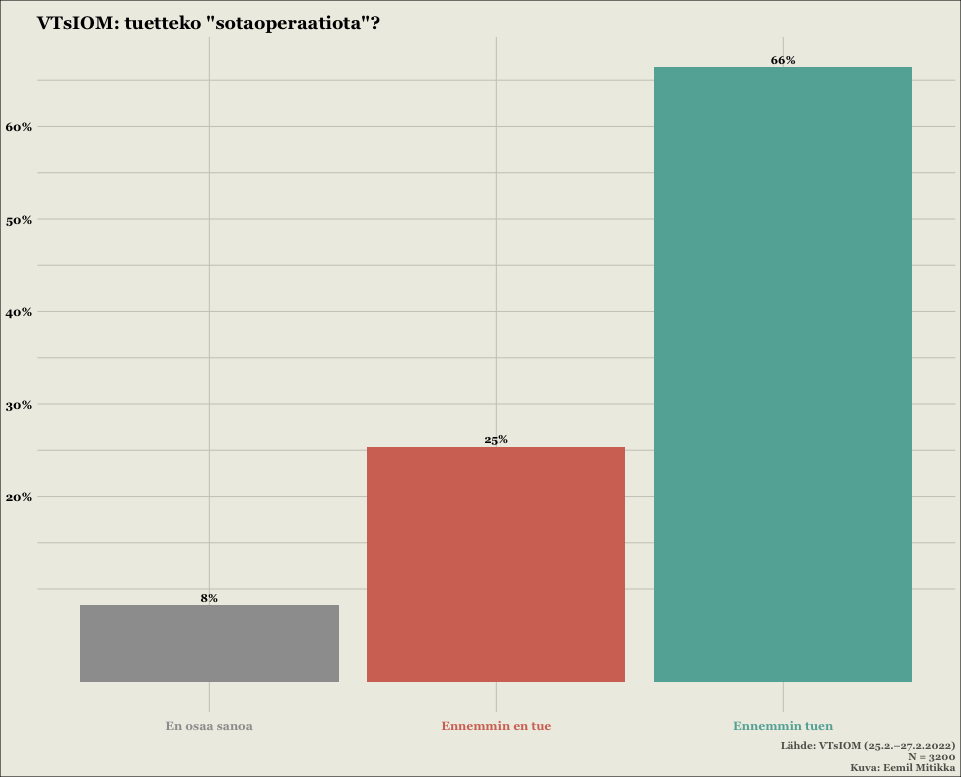 VTsIOM: tuetteko "sotaoperaatiota"?
66%
60%
50%
40%
30%
25%
20%
8%
En osaa sanoa Ennemmin en tue Ennemmin tuen
Lähde: VTsIOM (25.2.–27.2.2022)
N = 3200
Kuva: Eemil Mitikka